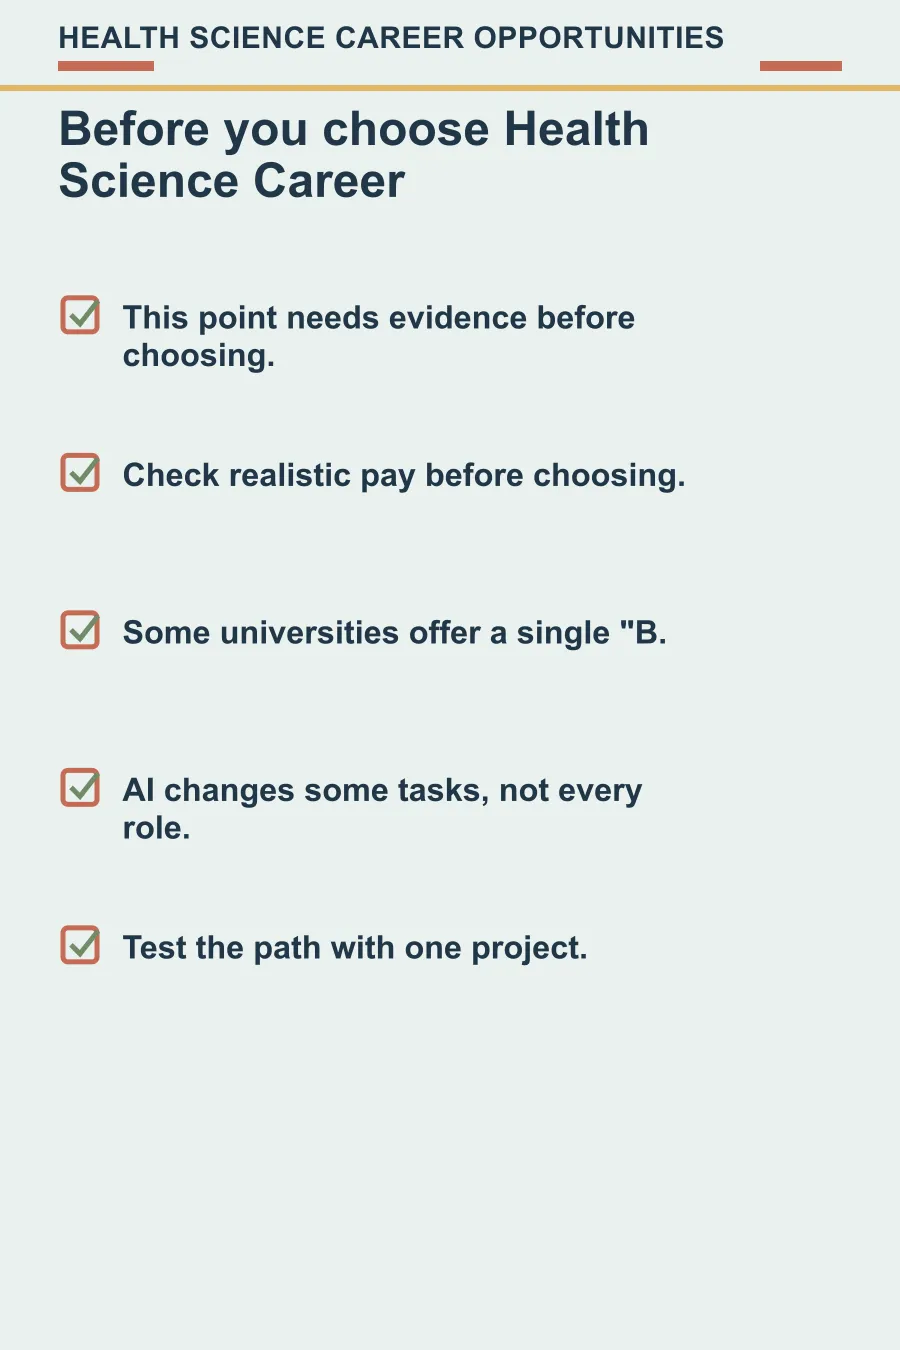 HEALTH SCIENCE CAREER OPPORTUNITIES
Before you choose Health
Science Career
This point needs evidence before
choosing.
Check realistic pay before choosing.
Some universities offer a single "B.
AI changes some tasks, not every
role.
Test the path with one project.